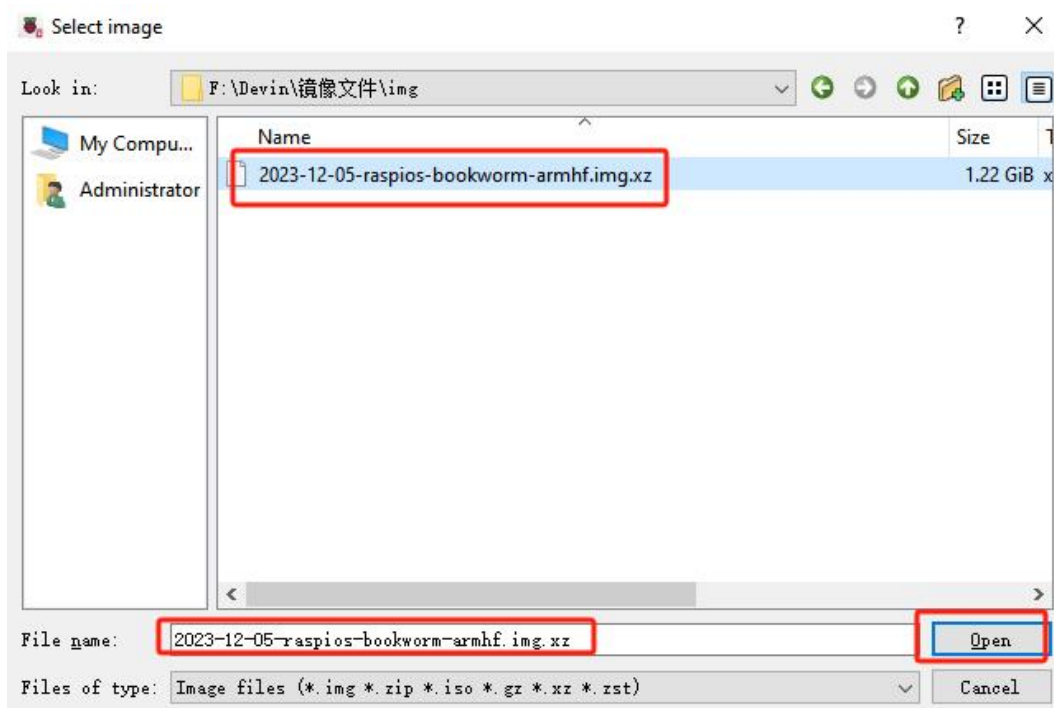 Select image
Look in: F:\Devin\镜像文件\img
My Compu...
Administrator
Name Size
2023-12-05-raspios-bookworm-armhf.img.xz 1.22 GiB x
File name: 2023-12-05-raspios-bookworm-armhf.img.xz Open
Files of type: Image files (*.img *.zip *.iso *.gz *.xz *.zst) Cancel